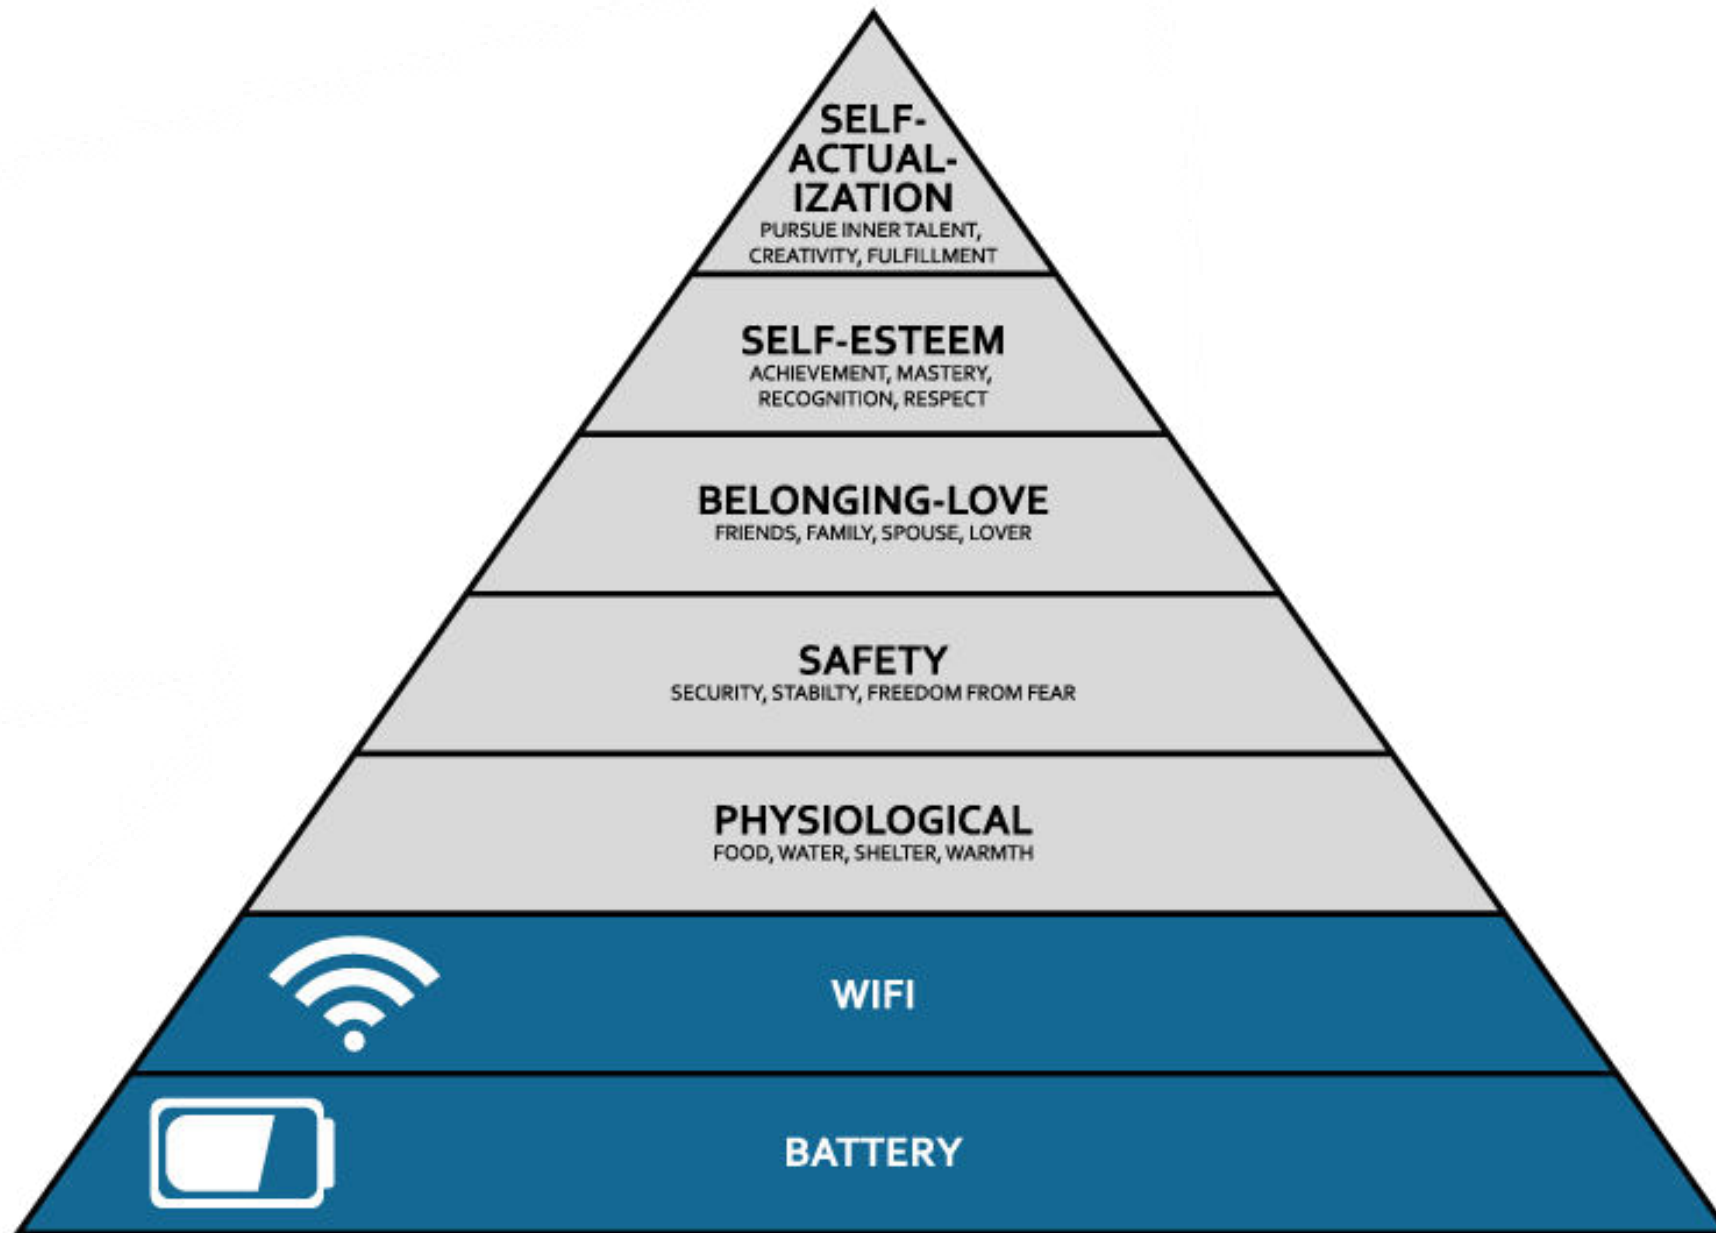 SELF-
ACTUAL-
IZATION
PURSUE INNER TALENT,
CREATIVITY, FULFILLMENT
SELF-ESTEEM
ACHIEVEMENT, MASTERY,
RECOGNITION, RESPECT
BELONGING-LOVE
FRIENDS, FAMILY, SPOUSE, LOVER
SAFETY
SECURITY, STABILTY, FREEDOM FROM FEAR
PHYSIOLOGICAL
FOOD, WATER, SHELTER, WARMTH
WIFI
BATTERY